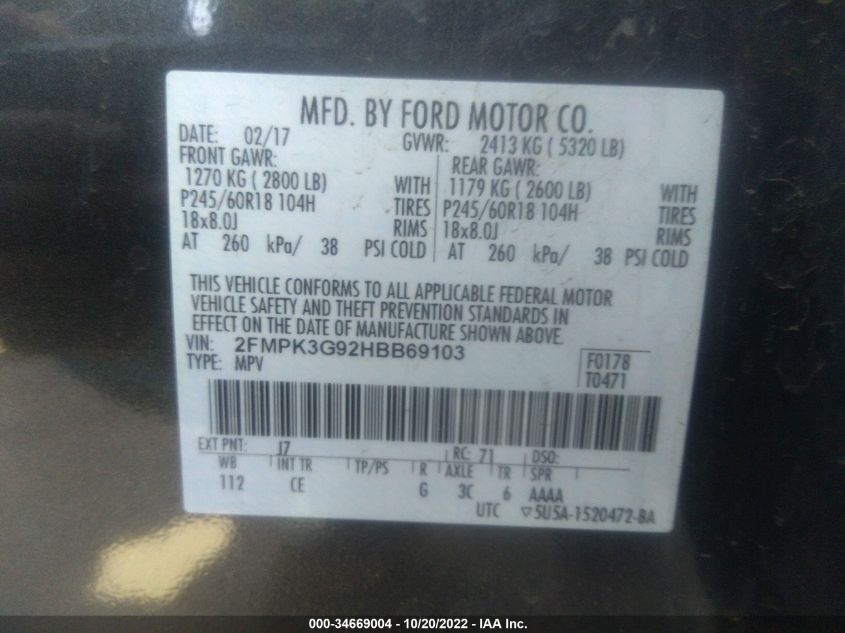 MFD. BY FORD MOTOR CO.
DATE: 02/17 GVWR: 2413 KG ( 5320 LB)
FRONT GAWR: REAR GAWR:
1270 KG ( 2800 LB) WITH 1179 KG ( 2600 LB) WITH
P245/60R18 104H TIRES P245/60R18 104H TIRES
18x8.0J RIMS 18x8.0J RIMS
AT 260 kPa/ 38 PSI COLD AT 260 kPa/ 38 PSI COLD
THIS VEHICLE CONFORMS TO ALL APPLICABLE FEDERAL MOTOR
VEHICLE SAFETY AND THEFT PREVENTION STANDARDS IN
EFFECT ON THE DATE OF MANUFACTURE SHOWN ABOVE.
VIN: 2FMPK3G92HBB69103 F0178
TYPE: MPV T0471
EXT PNT: J7 RC: 71 DSO:
WB INT TR TP/PS R AXLE TR SPR
112 CE G 3C 6 AAAA
UTC ▽5U5A-1520472-BA
000-34669004 - 10/20/2022 - IAA Inc.